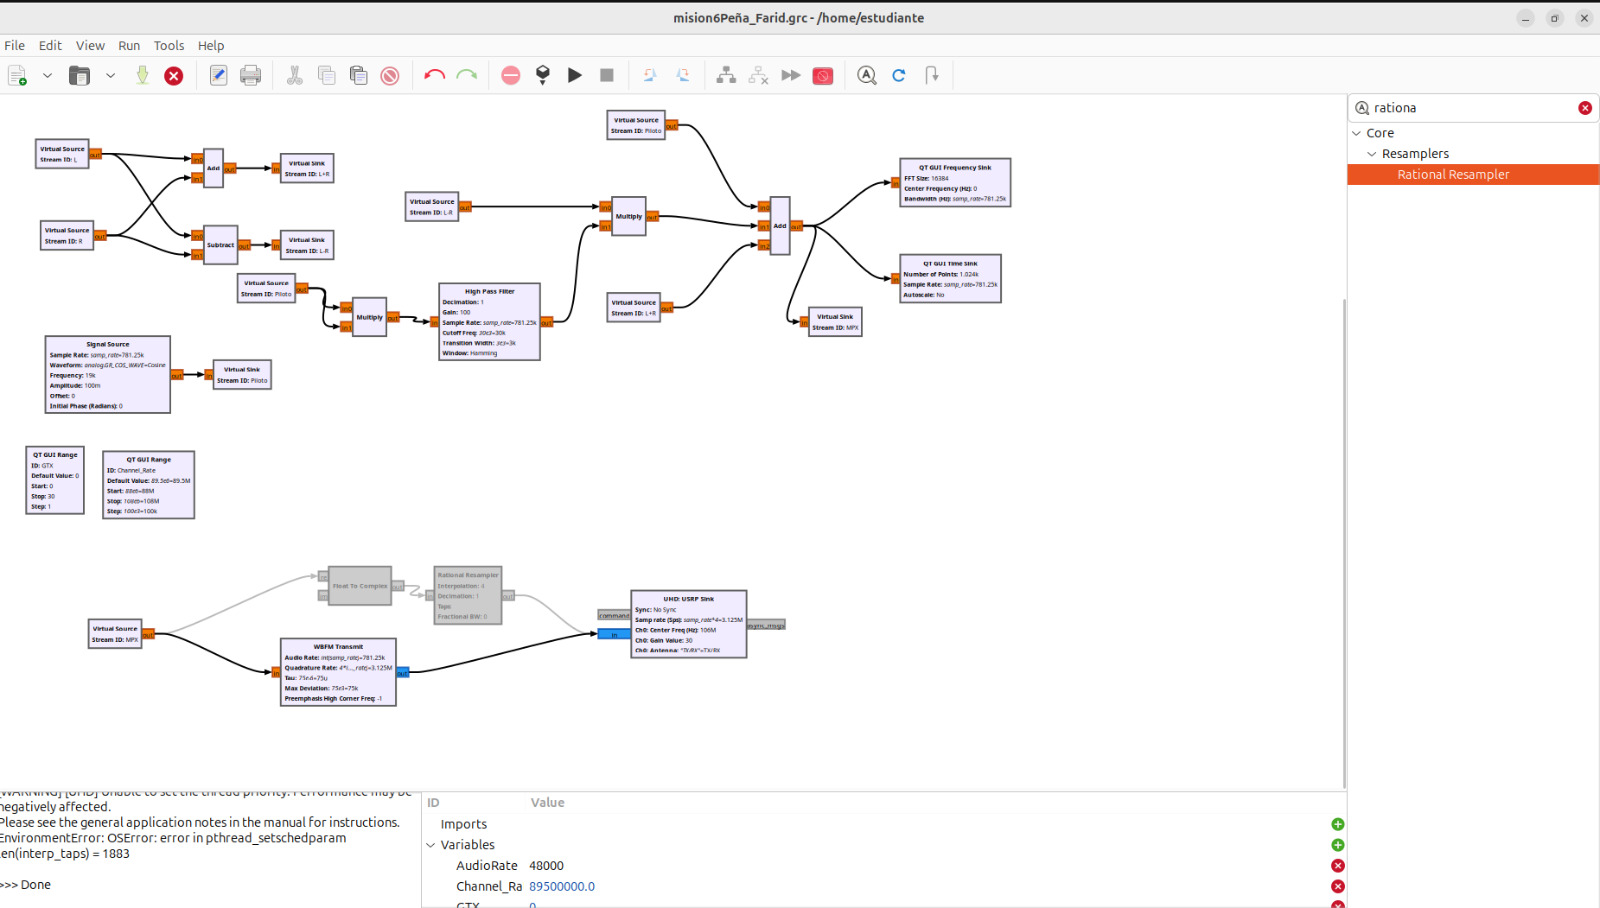 mision6Peña_Farid.grc - /home/estudiante
File Edit View Run Tools Help
rationa
Core
Resamplers
Rational Resampler
Virtual Source
Stream ID: L
out
in0
in1
Add
out
in
Virtual Sink
Stream ID: L+R
Virtual Source
Stream ID: R
out
in0
in1
Subtract
out
in
Virtual Sink
Stream ID: L-R
Virtual Source
Stream ID: Piloto
out
in0
in1
Multiply
out
in
High Pass Filter
Decimation: 1
Gain: 100
Sample Rate: samp_rate=781.25k
Cutoff Freq: 30e3=30k
Transition Width: 3e3=3k
Window: Hamming
out
Signal Source
Sample Rate: samp_rate=781.25k
Waveform: analog.GR_COS_WAVE=Cosine
Frequency: 19k
Amplitude: 100m
Offset: 0
Initial Phase (Radians): 0
out
in
Virtual Sink
Stream ID: Piloto
Virtual Source
Stream ID: Piloto
out
Virtual Source
Stream ID: L-R
out
in0
in1
Multiply
out
in0
in1
in2
Add
out
Virtual Source
Stream ID: L+R
out
in
QT GUI Frequency Sink
FFT Size: 16384
Center Frequency (Hz): 0
Bandwidth (Hz): samp_rate=781.25k
in
QT GUI Time Sink
Number of Points: 1.024k
Sample Rate: samp_rate=781.25k
Autoscale: No
in
Virtual Sink
Stream ID: MPX
QT GUI Range
ID: GTX
Default Value: 0
Start: 0
Stop: 30
Step: 1
QT GUI Range
ID: Channel_Rate
Default Value: 89.5e6=89.5M
Start: 88e6=88M
Stop: 108e6=108M
Step: 100e3=100k
in
in
Float To Complex
out
in
Rational Resampler
Interpolation: 4
Decimation: 1
Taps
Fractional BW: 0
out
Virtual Source
Stream ID: MPX
out
in
WBFM Transmit
Audio Rate: int(samp_rate)=781.25k
Quadrature Rate: 4*i..._rate)=3.125M
Tau: 75e-6=75u
Max Deviation: 75e3=75k
Preemphasis High Corner Freq: -1
out
command
in
UHD: USRP Sink
Sync: No Sync
Samp rate (Sps): samp_rate*4=3.125M
Ch0: Center Freq (Hz): 106M
Ch0: Gain Value: 30
Ch0: Antenna: "TX/RX"=TX/RX
async_msgs
[WARNING] [UHD] Unable to set the thread priority. Performance may be
negatively affected.
Please see the general application notes in the manual for instructions.
EnvironmentError: OSError: error in pthread_setschedparam
len(interp_taps) = 1883
>>> Done
ID Value
Imports
Variables
AudioRate 48000
Channel_Ra 89500000.0
GTX 0